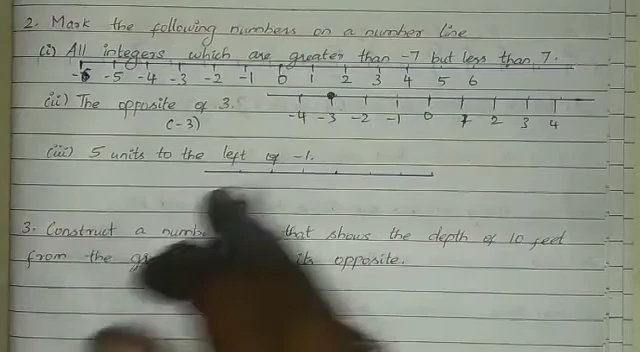 2. Mark the following numbers on a number line
(i) All integers which are greater than -7 but less than 7.
-6 -5 -4 -3 -2 -1 0 1 2 3 4 5 6
(ii) The opposite of 3.
(-3)
-4 -3 -2 -1 0 1 2 3 4
(iii) 5 units to the left of -1.
3. Construct a that shows the depth of 10 feet
from the its opposite.